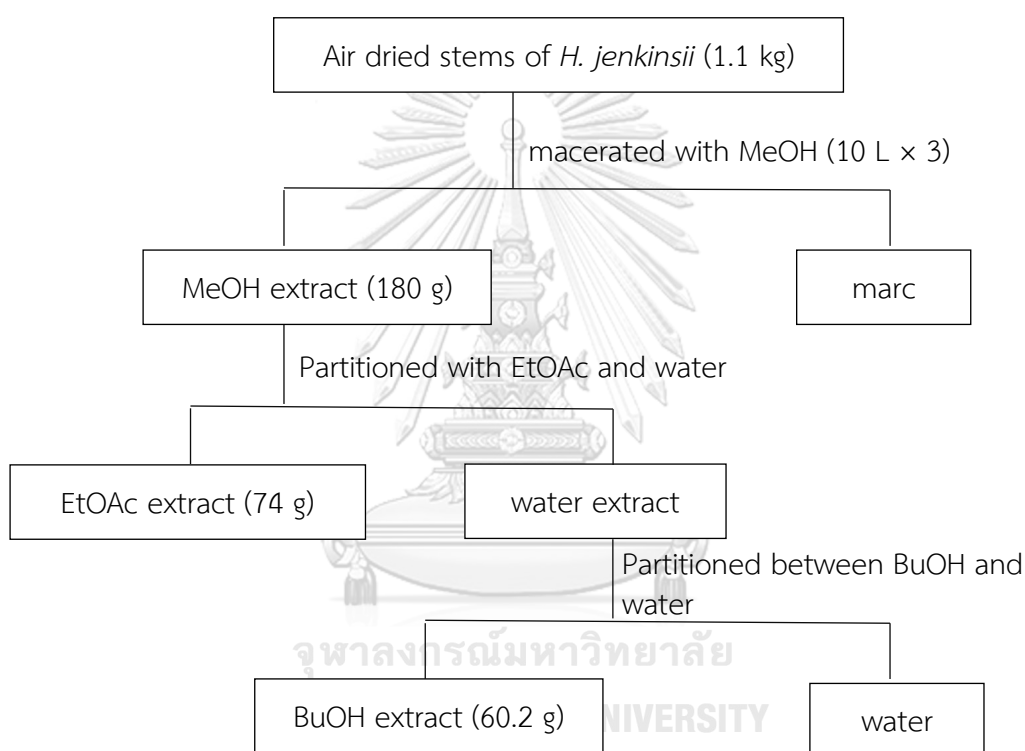 Air dried stems of H. jenkinsii (1.1 kg)
macerated with MeOH (10 L × 3)
MeOH extract (180 g)
marc
Partitioned with EtOAc and water
EtOAc extract (74 g)
water extract
Partitioned between BuOH and
water
จุฬาลงกรณ์มหาวิทยาลัย
BuOH extract (60.2 g)
NIVERSITY
water